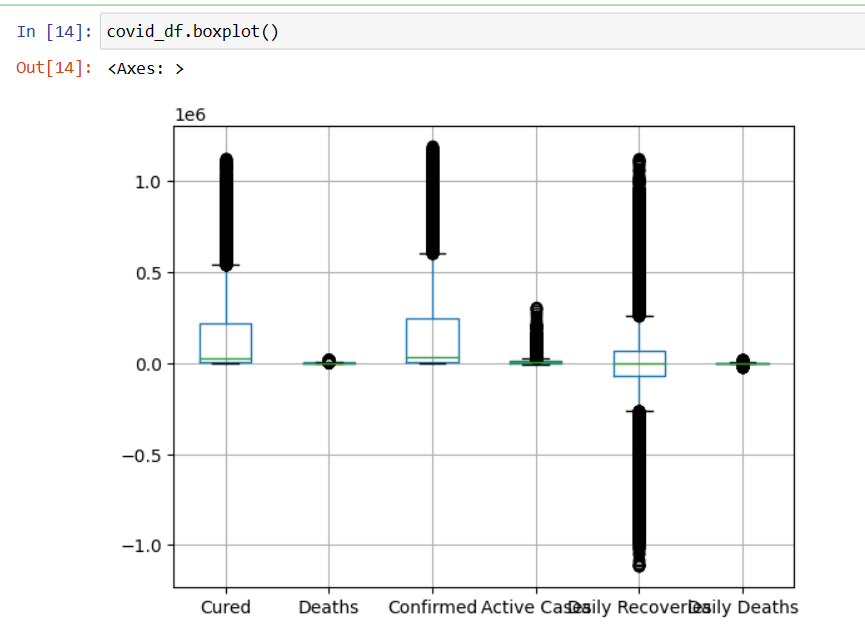 In [14]: covid_df.boxplot()
Out[14]: <Axes: >
1e6
1.0
0.5
0.0
−0.5
−1.0
Cured Deaths Confirmed Active Cases Daily Recoveries Daily Deaths